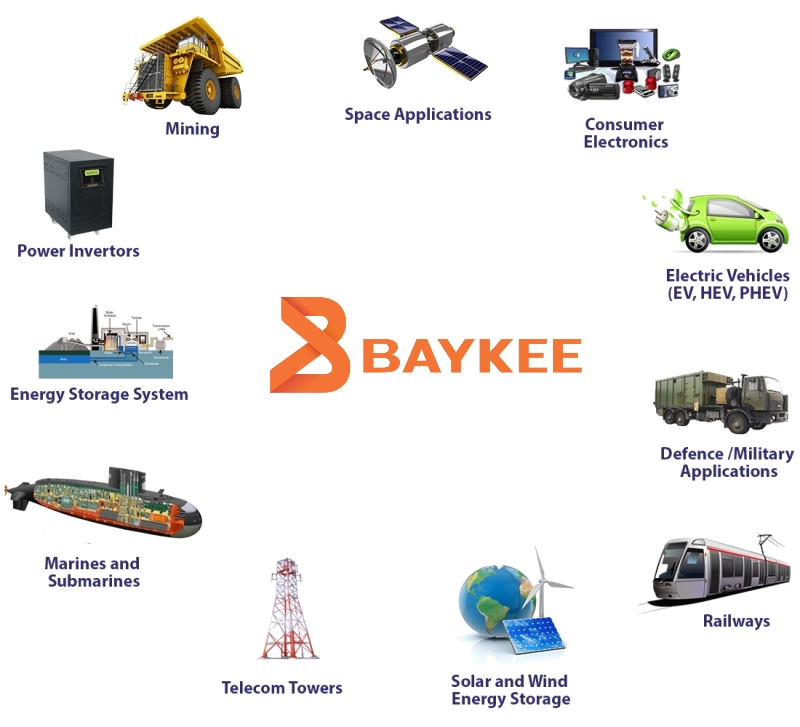 Mining
Space Applications
Consumer
Electronics
Power Invertors
Electric Vehicles
(EV, HEV, PHEV)
BAYKEE
Energy Storage System
Defence /Military
Applications
Marines and
Submarines
Railways
Telecom Towers
Solar and Wind
Energy Storage